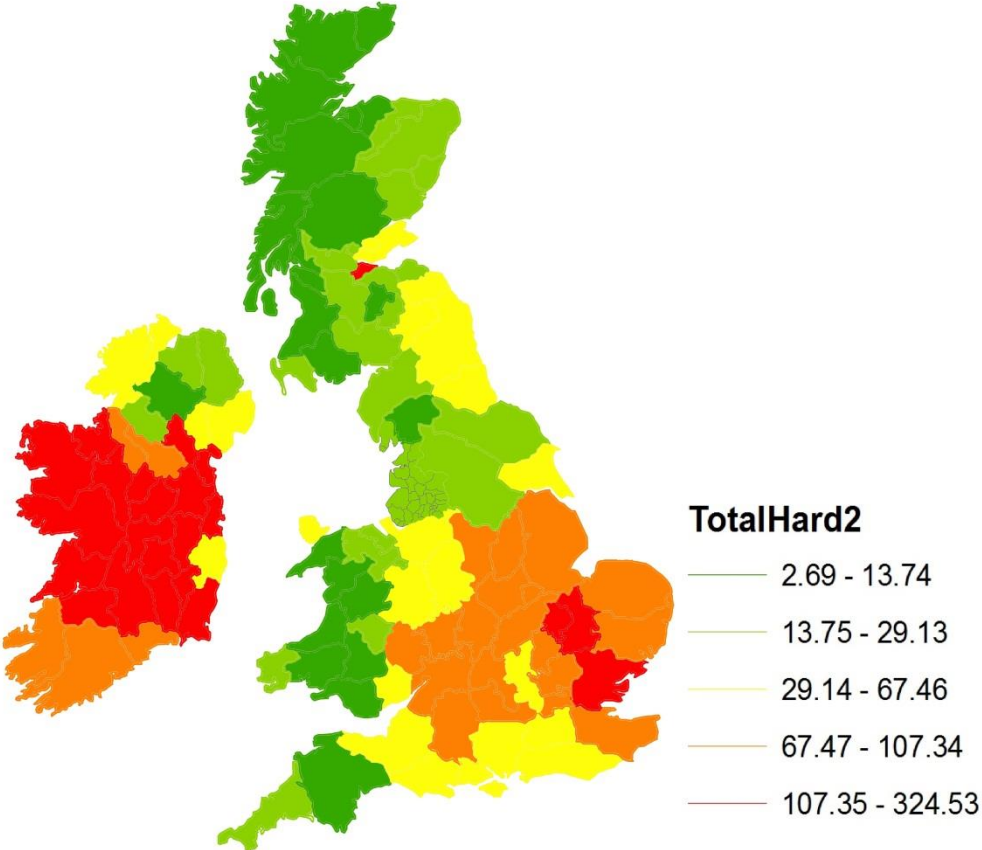 TotalHard2
2.69 - 13.74
13.75 - 29.13
29.14 - 67.46
67.47 - 107.34
107.35 - 324.53